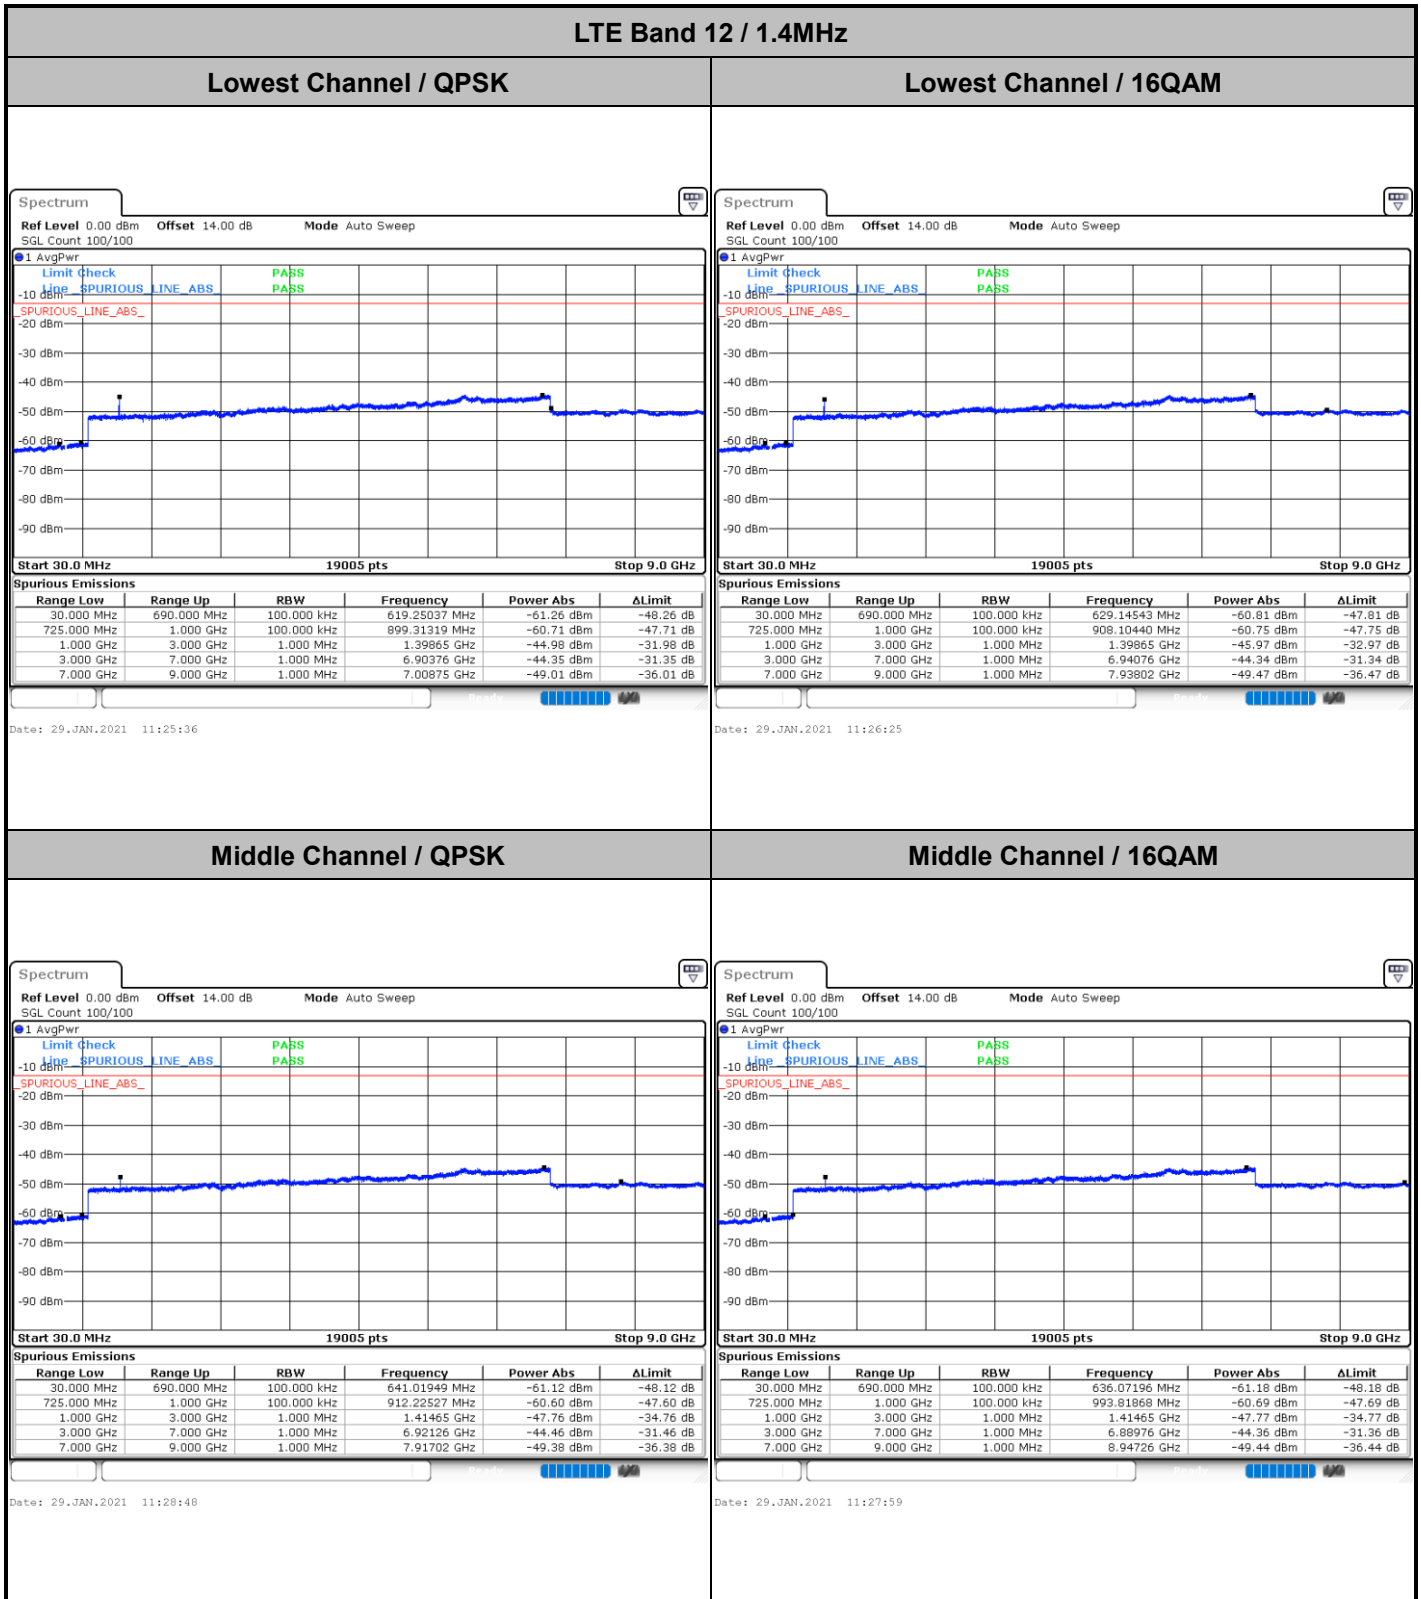 LTE Band 12 / 1.4MHz
Lowest Channel / QPSK
Lowest Channel / 16QAM
Spectrum
Ref Level 0.00 dBm Offset 14.00 dB Mode Auto Sweep
SGL Count 100/100
1 AvgPwr
Limit Check PASS
Line _SPURIOUS_LINE_ABS_ PASS
-10 dBm
_SPURIOUS_LINE_ABS_
-20 dBm
-30 dBm
-40 dBm
-50 dBm
-60 dBm
-70 dBm
-80 dBm
-90 dBm
Start 30.0 MHz 19005 pts Stop 9.0 GHz
Spurious Emissions
Range Low Range Up RBW Frequency Power Abs ΔLimit
30.000 MHz 690.000 MHz 100.000 kHz 619.25037 MHz -61.26 dBm -48.26 dB
725.000 MHz 1.000 GHz 100.000 kHz 899.31319 MHz -60.71 dBm -47.71 dB
1.000 GHz 3.000 GHz 1.000 MHz 1.39865 GHz -44.98 dBm -31.98 dB
3.000 GHz 7.000 GHz 1.000 MHz 6.90376 GHz -44.35 dBm -31.35 dB
7.000 GHz 9.000 GHz 1.000 MHz 7.00875 GHz -49.01 dBm -36.01 dB
Date: 29.JAN.2021 11:25:36
Spectrum
Ref Level 0.00 dBm Offset 14.00 dB Mode Auto Sweep
SGL Count 100/100
1 AvgPwr
Limit Check PASS
Line _SPURIOUS_LINE_ABS_ PASS
-10 dBm
_SPURIOUS_LINE_ABS_
-20 dBm
-30 dBm
-40 dBm
-50 dBm
-60 dBm
-70 dBm
-80 dBm
-90 dBm
Start 30.0 MHz 19005 pts Stop 9.0 GHz
Spurious Emissions
Range Low Range Up RBW Frequency Power Abs ΔLimit
30.000 MHz 690.000 MHz 100.000 kHz 629.14543 MHz -60.81 dBm -47.81 dB
725.000 MHz 1.000 GHz 100.000 kHz 908.10440 MHz -60.75 dBm -47.75 dB
1.000 GHz 3.000 GHz 1.000 MHz 1.39865 GHz -45.97 dBm -32.97 dB
3.000 GHz 7.000 GHz 1.000 MHz 6.94076 GHz -44.34 dBm -31.34 dB
7.000 GHz 9.000 GHz 1.000 MHz 7.93802 GHz -49.47 dBm -36.47 dB
Date: 29.JAN.2021 11:26:25
Middle Channel / QPSK
Middle Channel / 16QAM
Spectrum
Ref Level 0.00 dBm Offset 14.00 dB Mode Auto Sweep
SGL Count 100/100
1 AvgPwr
Limit Check PASS
Line _SPURIOUS_LINE_ABS_ PASS
-10 dBm
_SPURIOUS_LINE_ABS_
-20 dBm
-30 dBm
-40 dBm
-50 dBm
-60 dBm
-70 dBm
-80 dBm
-90 dBm
Start 30.0 MHz 19005 pts Stop 9.0 GHz
Spurious Emissions
Range Low Range Up RBW Frequency Power Abs ΔLimit
30.000 MHz 690.000 MHz 100.000 kHz 641.01949 MHz -61.12 dBm -48.12 dB
725.000 MHz 1.000 GHz 100.000 kHz 912.22527 MHz -60.60 dBm -47.60 dB
1.000 GHz 3.000 GHz 1.000 MHz 1.41465 GHz -47.76 dBm -34.76 dB
3.000 GHz 7.000 GHz 1.000 MHz 6.92126 GHz -44.46 dBm -31.46 dB
7.000 GHz 9.000 GHz 1.000 MHz 7.91702 GHz -49.38 dBm -36.38 dB
Date: 29.JAN.2021 11:28:48
Spectrum
Ref Level 0.00 dBm Offset 14.00 dB Mode Auto Sweep
SGL Count 100/100
1 AvgPwr
Limit Check PASS
Line _SPURIOUS_LINE_ABS_ PASS
-10 dBm
_SPURIOUS_LINE_ABS_
-20 dBm
-30 dBm
-40 dBm
-50 dBm
-60 dBm
-70 dBm
-80 dBm
-90 dBm
Start 30.0 MHz 19005 pts Stop 9.0 GHz
Spurious Emissions
Range Low Range Up RBW Frequency Power Abs ΔLimit
30.000 MHz 690.000 MHz 100.000 kHz 636.07196 MHz -61.18 dBm -48.18 dB
725.000 MHz 1.000 GHz 100.000 kHz 993.81868 MHz -60.69 dBm -47.69 dB
1.000 GHz 3.000 GHz 1.000 MHz 1.41465 GHz -47.77 dBm -34.77 dB
3.000 GHz 7.000 GHz 1.000 MHz 6.88976 GHz -44.36 dBm -31.36 dB
7.000 GHz 9.000 GHz 1.000 MHz 8.94726 GHz -49.44 dBm -36.44 dB
Date: 29.JAN.2021 11:27:59